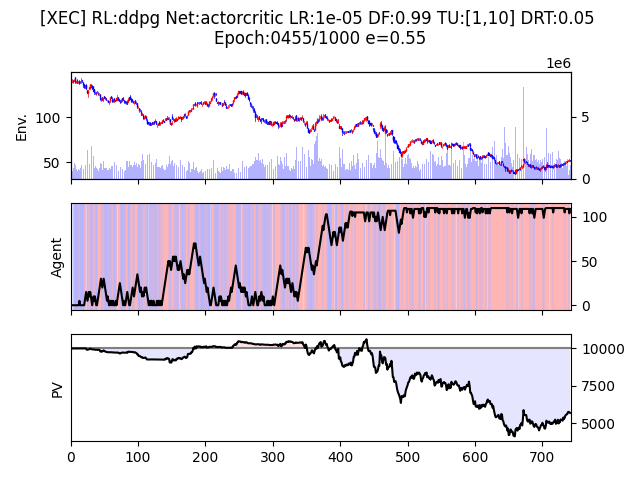 [XEC] RL:ddpg Net:actorcritic LR:1e-05 DF:0.99 TU:[1,10] DRT:0.05
Epoch:0455/1000 e=0.55
1e6
Env.
100
50
5
0
Agent
100
50
0
PV
10000
7500
5000
0 100 200 300 400 500 600 700